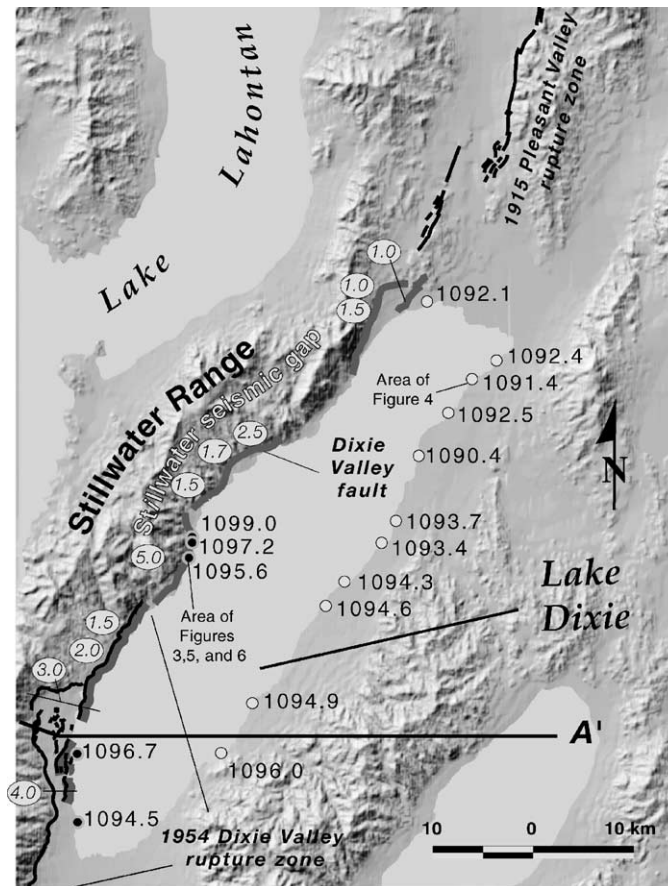 Lake
Lahontan
1915 Pleasant Valley
rupture zone
1.0
1.0
1.5
1092.1
1092.4
1091.4
Area of
Figure 4
1092.5
Stillwater Range
Stillwater seismic gap
2.5
1.7
1.5
Dixie
Valley
fault
1090.4
N
1099.0
1097.2
1095.6
5.0
1093.7
1093.4
Area of
Figures
3,5, and 6
1094.3
1094.6
Lake
Dixie
1.5
2.0
3.0
1094.9
A'
1096.7
1096.0
4.0
1094.5
1954 Dixie Valley
rupture zone
10 0 10 km